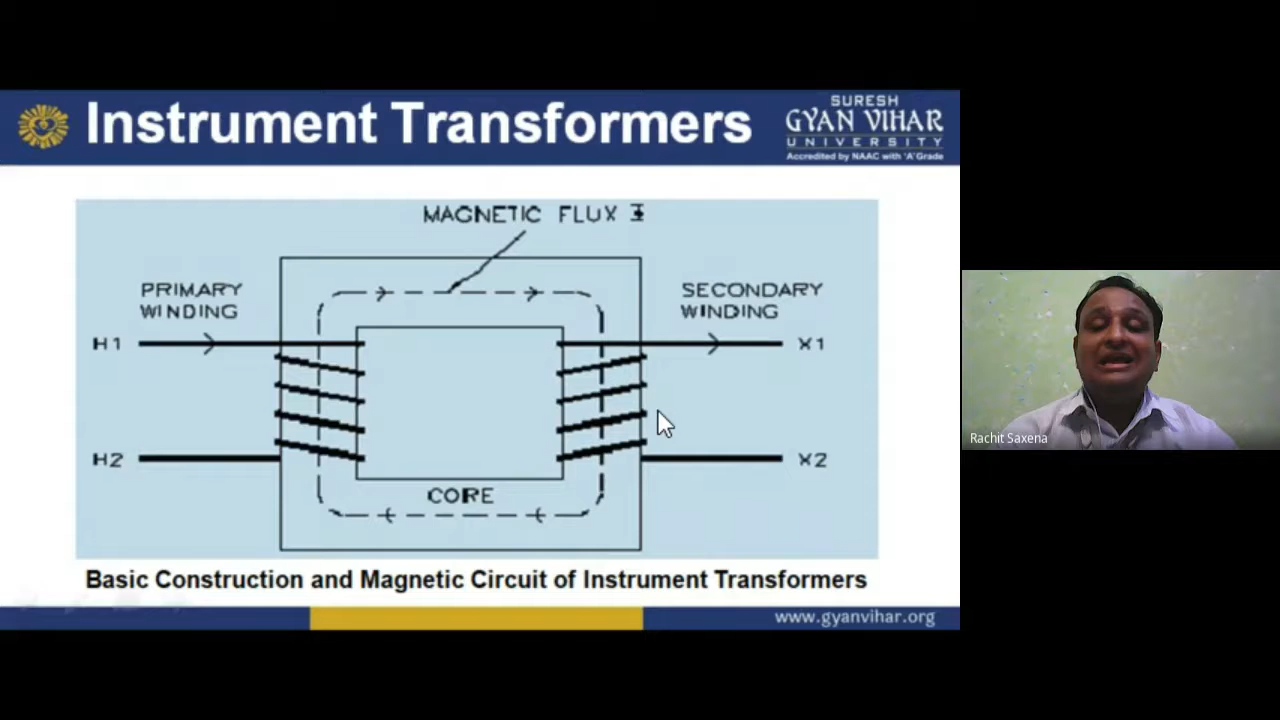 Instrument Transformers
SURESH
GYAN VIHAR
UNIVERSITY
Accredited by NAAC with 'A' Grade
MAGNETIC FLUX Φ
PRIMARY
WINDING
SECONDARY
WINDING
H1
X1
H2
X2
CORE
Basic Construction and Magnetic Circuit of Instrument Transformers
www.gyanvihar.org
Rachit Saxena